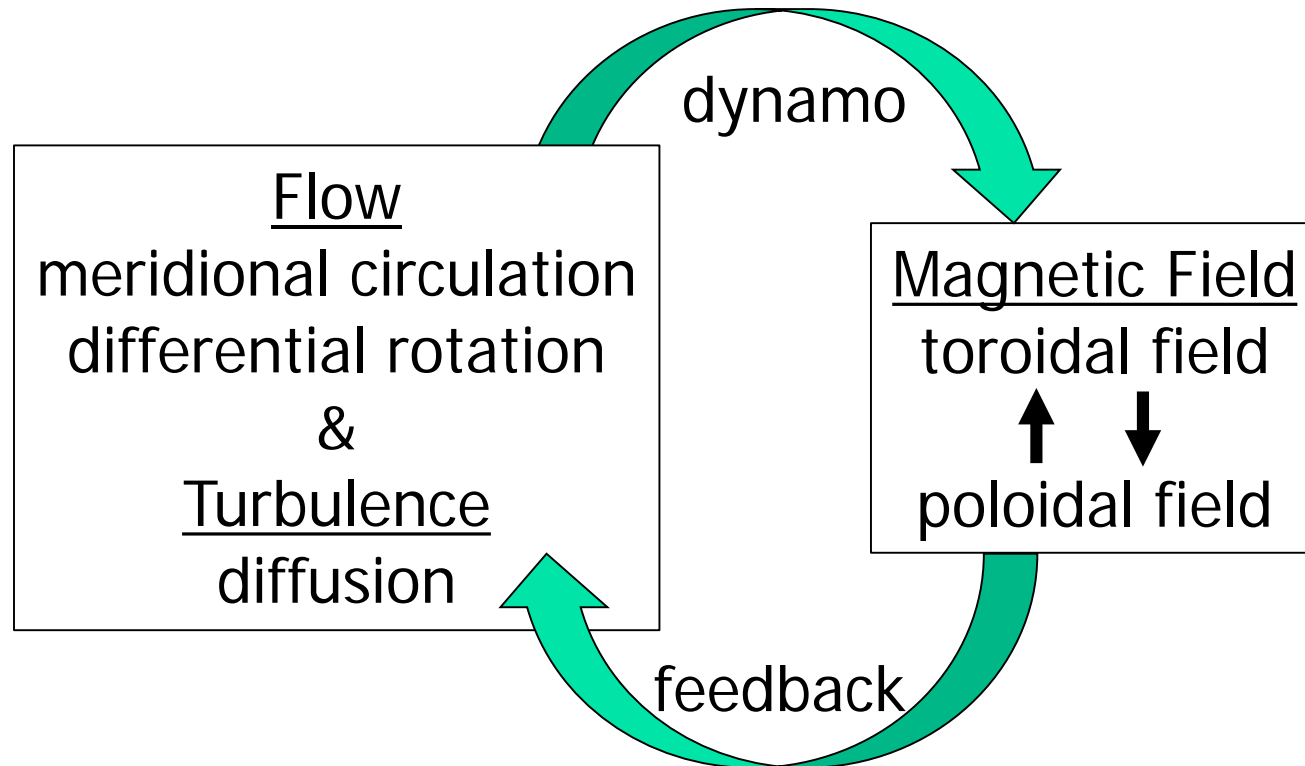 dynamo
Flow
meridional circulation
differential rotation
&
Turbulence
diffusion
Magnetic Field
toroidal field
poloidal field
feedback